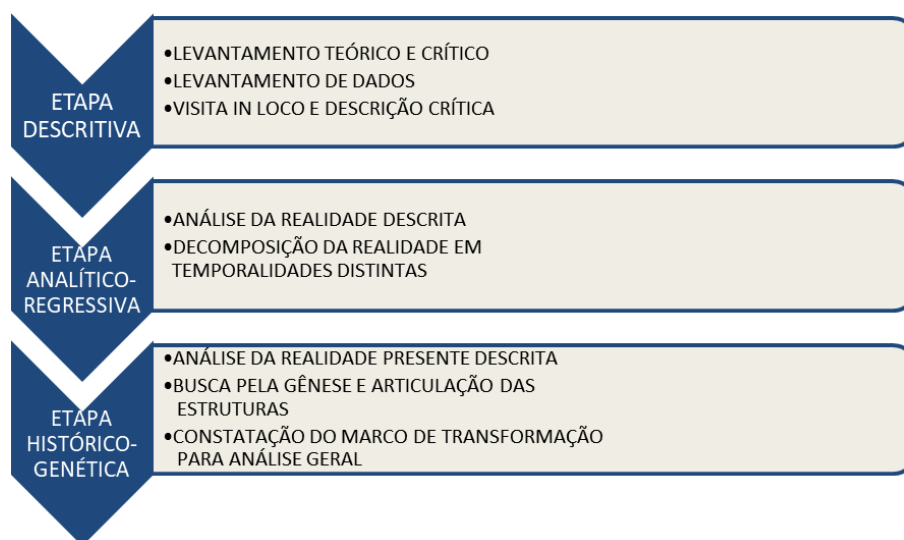 ETAPA
DESCRITIVA
•LEVANTAMENTO TEÓRICO E CRÍTICO
•LEVANTAMENTO DE DADOS
•VISITA IN LOCO E DESCRIÇÃO CRÍTICA
ETAPA
ANALÍTICO-
REGRESSIVA
•ANÁLISE DA REALIDADE DESCRITA
•DECOMPOSIÇÃO DA REALIDADE EM
TEMPORALIDADES DISTINTAS
ETAPA
HISTÓRICO-
GENÉTICA
•ANÁLISE DA REALIDADE PRESENTE DESCRITA
•BUSCA PELA GÊNESE E ARTICULAÇÃO DAS
ESTRUTURAS
•CONSTATAÇÃO DO MARCO DE TRANSFORMAÇÃO
PARA ANÁLISE GERAL